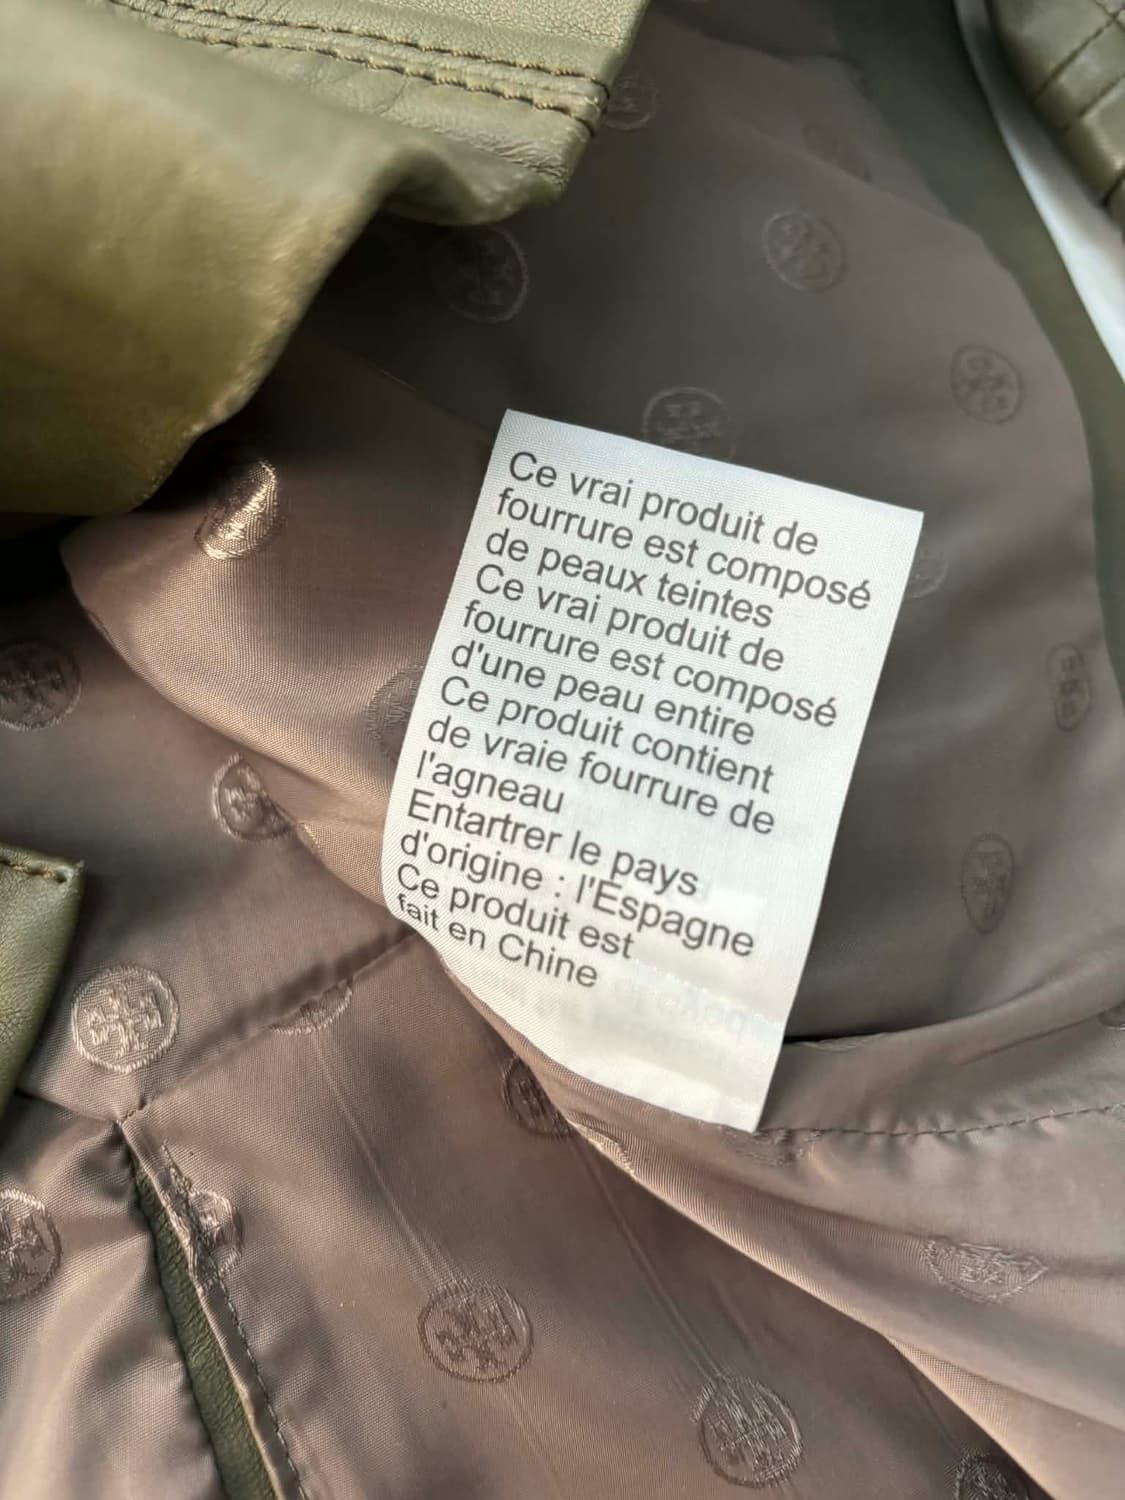 Ce vrai produit de
fourrure est composé
de peaux teintes
Ce vrai produit de
fourrure est composé
d'une peau entire
Ce produit contient
de vraie fourrure de
l'agneau
Entartrer le pays
d'origine : l'Espagne
Ce produit est
fait en Chine